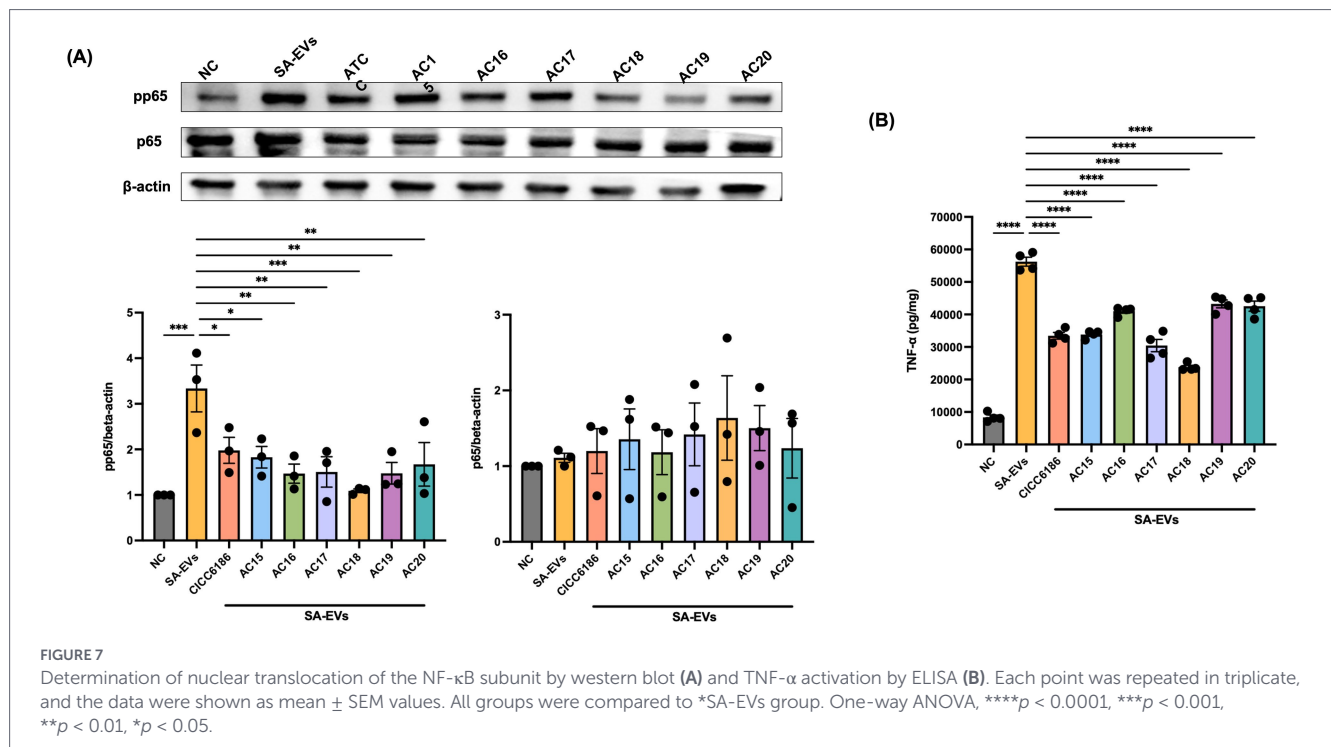 (A)
NC SA-EVs ATC AC1 AC16 AC17 AC18 AC19 AC20
C 5
pp65
p65
β-actin
** 
**
***
**
**
*
*** *
pp65/beta-actin
5
4
3
2
1
0
NC SA-EVs CICC6186 AC15 AC16 AC17 AC18 AC19 AC20
SA-EVs
p65/beta-actin
3
2
1
0
NC SA-EVs CICC6186 AC15 AC16 AC17 AC18 AC19 AC20
SA-EVs
(B)
****
****
****
****
****
****
**** ****
TNF-α (pg/mg)
70000
60000
50000
40000
30000
20000
10000
0
NC SA-EVs CICC6186 AC15 AC16 AC17 AC18 AC19 AC20
SA-EVs
FIGURE 7
Determination of nuclear translocation of the NF-κB subunit by western blot (A) and TNF-α activation by ELISA (B). Each point was repeated in triplicate,
and the data were shown as mean ± SEM values. All groups were compared to *SA-EVs group. One-way ANOVA, ****p < 0.0001, ***p < 0.001,
**p < 0.01, *p < 0.05.